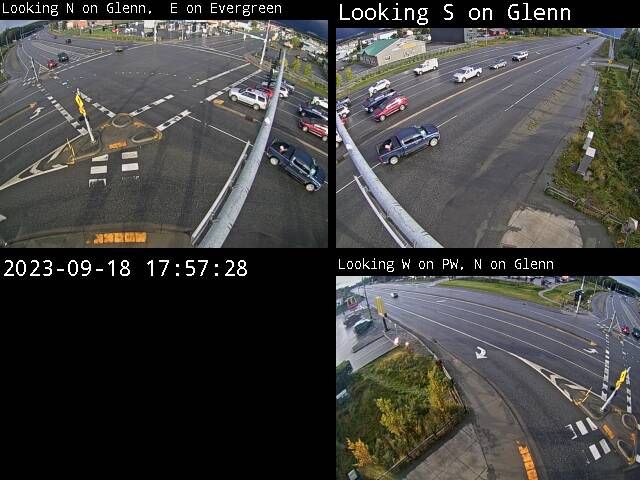 Looking N on Glenn,  E on Evergreen
Looking S on Glenn
2023-09-18 17:57:28
Looking W on PW, N on Glenn